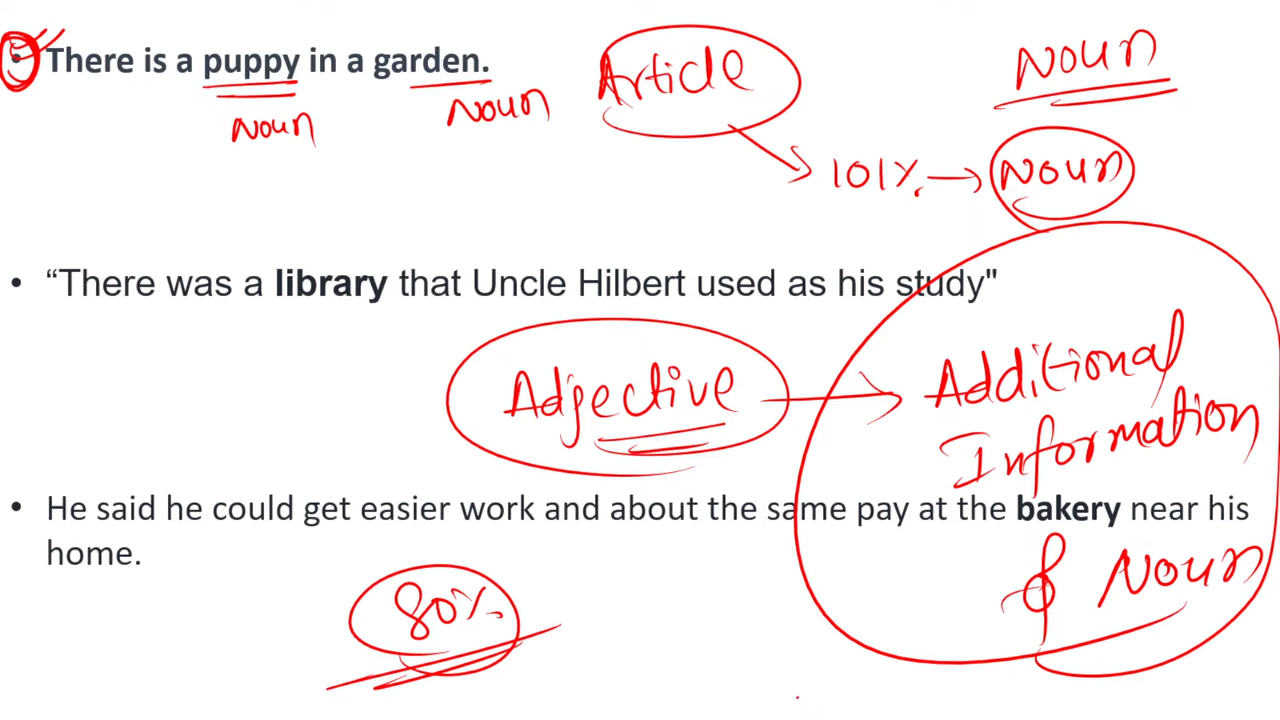 • There is a puppy in a garden.
Article
Noun
Noun
Noun
101% → Noun
• “There was a library that Uncle Hilbert used as his study"
Adjective → Additional
Information
• He said he could get easier work and about the same pay at the bakery near his
home.
Noun
80%